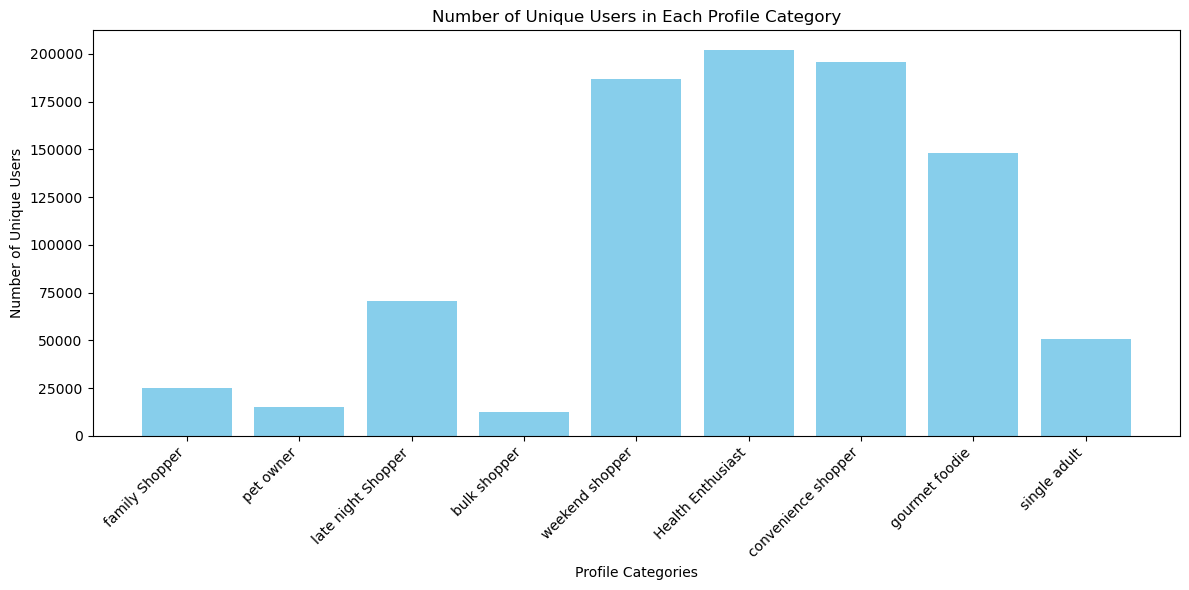 Number of Unique Users in Each Profile Category
Number of Unique Users
200000
175000
150000
125000
100000
75000
50000
25000
0
family Shopper
pet owner
late night Shopper
bulk shopper
weekend shopper
Health Enthusiast
convenience shopper
gourmet foodie
single adult
Profile Categories